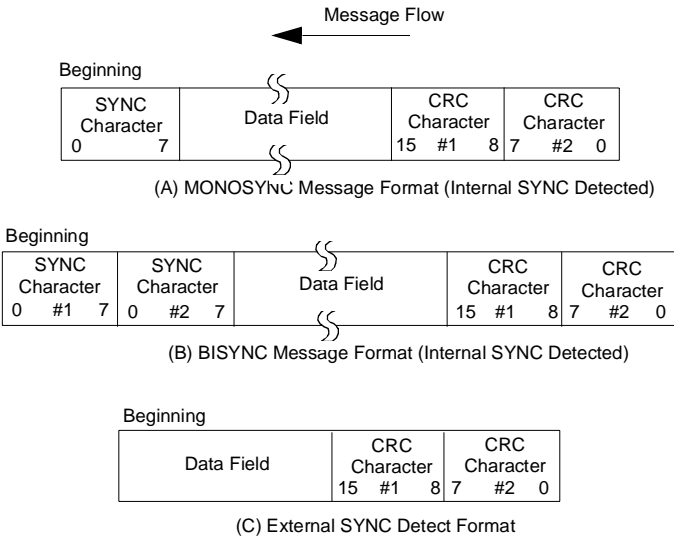 Message Flow
Beginning
SYNC Character 0 7
Data Field
CRC Character 15 #1 8
CRC Character 7 #2 0
(A) MONOSYNC Message Format (Internal SYNC Detected)
Beginning
SYNC Character 0 #1 7
SYNC Character 0 #2 7
Data Field
CRC Character 15 #1 8
CRC Character 7 #2 0
(B) BISYNC Message Format (Internal SYNC Detected)
Beginning
Data Field
CRC Character 15 #1 8
CRC Character 7 #2 0
(C) External SYNC Detect Format